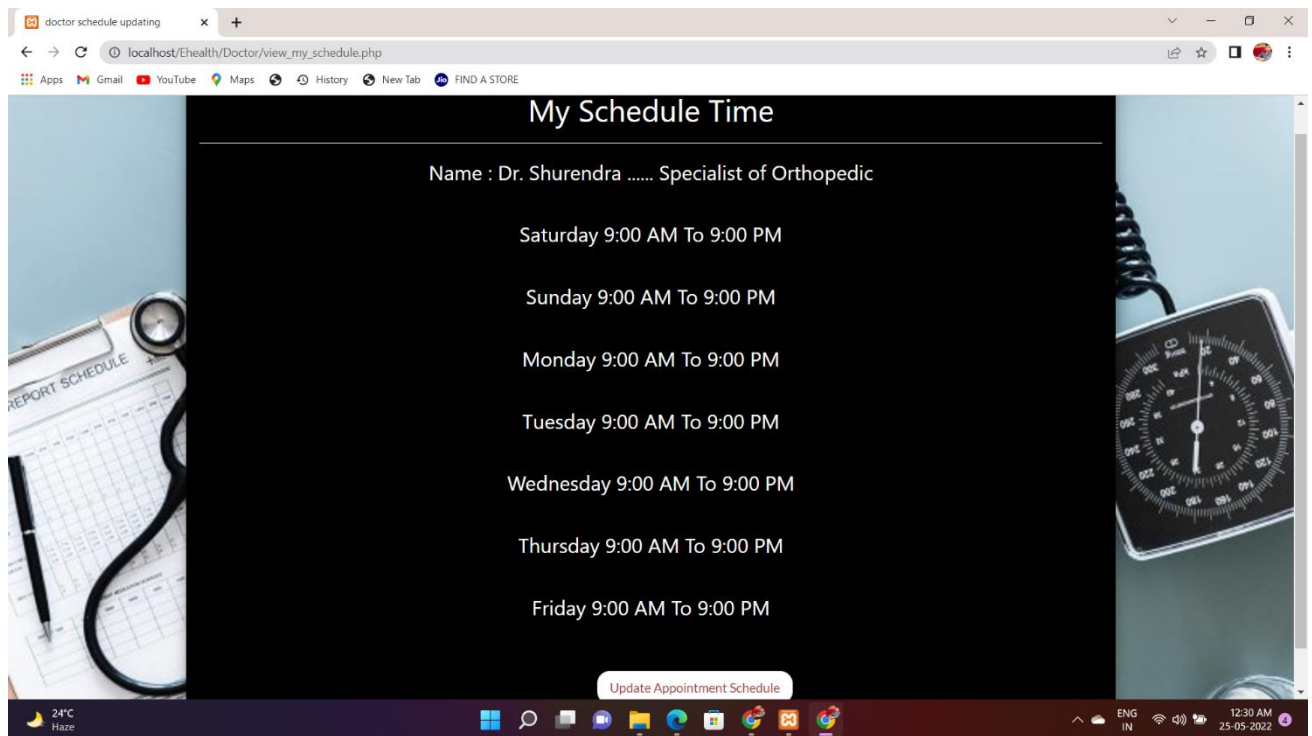 doctor schedule updating
localhost/Ehealth/Doctor/view_my_schedule.php
Apps Gmail YouTube Maps History New Tab Jio FIND A STORE
My Schedule Time
Name : Dr. Shurendra ...... Specialist of Orthopedic
Saturday 9:00 AM To 9:00 PM
Sunday 9:00 AM To 9:00 PM
Monday 9:00 AM To 9:00 PM
Tuesday 9:00 AM To 9:00 PM
Wednesday 9:00 AM To 9:00 PM
Thursday 9:00 AM To 9:00 PM
Friday 9:00 AM To 9:00 PM
Update Appointment Schedule
REPORT SCHEDULE
24°C
Haze
ENG
IN
12:30 AM
25-05-2022
4